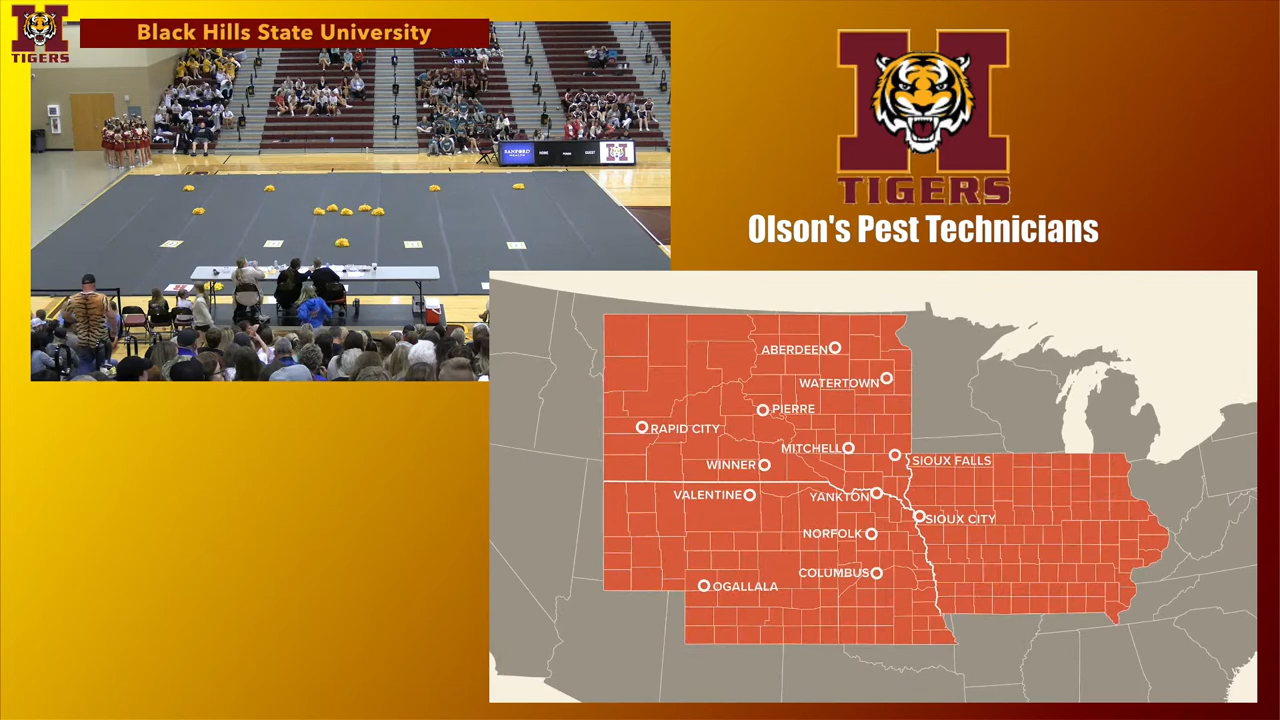 H
TIGERS
Black Hills State University
SANFORD
HEALTH
HOME
GUEST
H
TIGERS
Olson's Pest Technicians
ABERDEEN
WATERTOWN
PIERRE
RAPID CITY
MITCHELL
SIOUX FALLS
WINNER
VALENTINE
YANKTON
SIOUX CITY
NORFOLK
COLUMBUS
OGALLALA